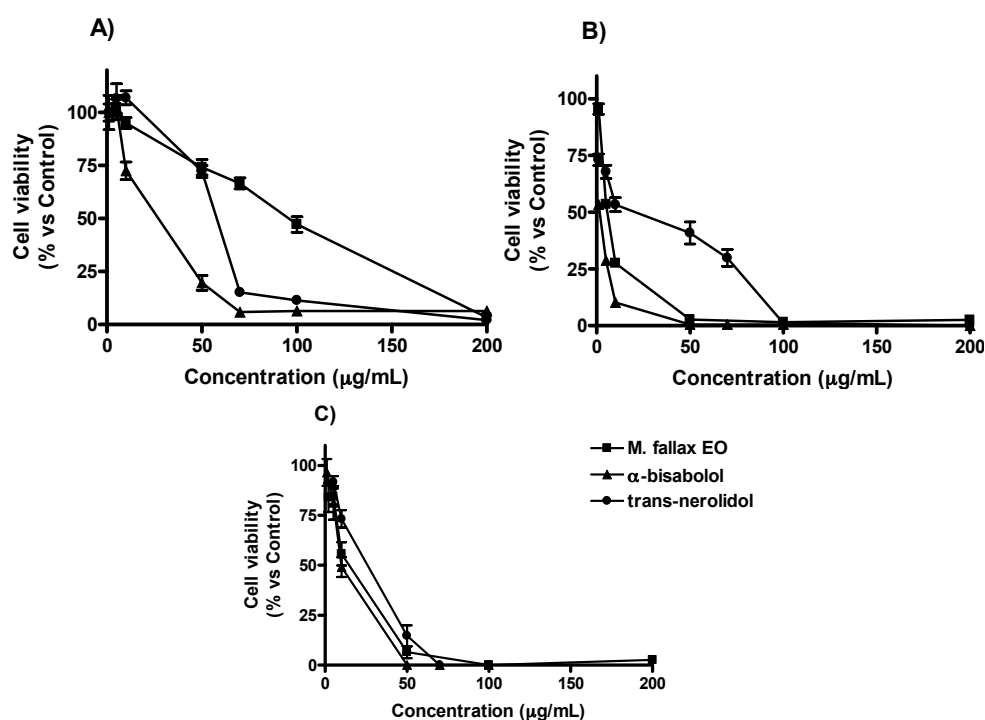 A)
Cell viability
(% vs Control)
100
75
50
25
0
0
50
100
150
200
Concentration (μg/mL)
B)
Cell viability
(% vs Control)
100
75
50
25
0
0
50
100
150
200
Concentration (μg/mL)
C)
Cell viability
(% vs Control)
100
75
50
25
0
0
50
100
150
200
Concentration (μg/mL)
M. fallax EO
α-bisabolol
trans-nerolidol